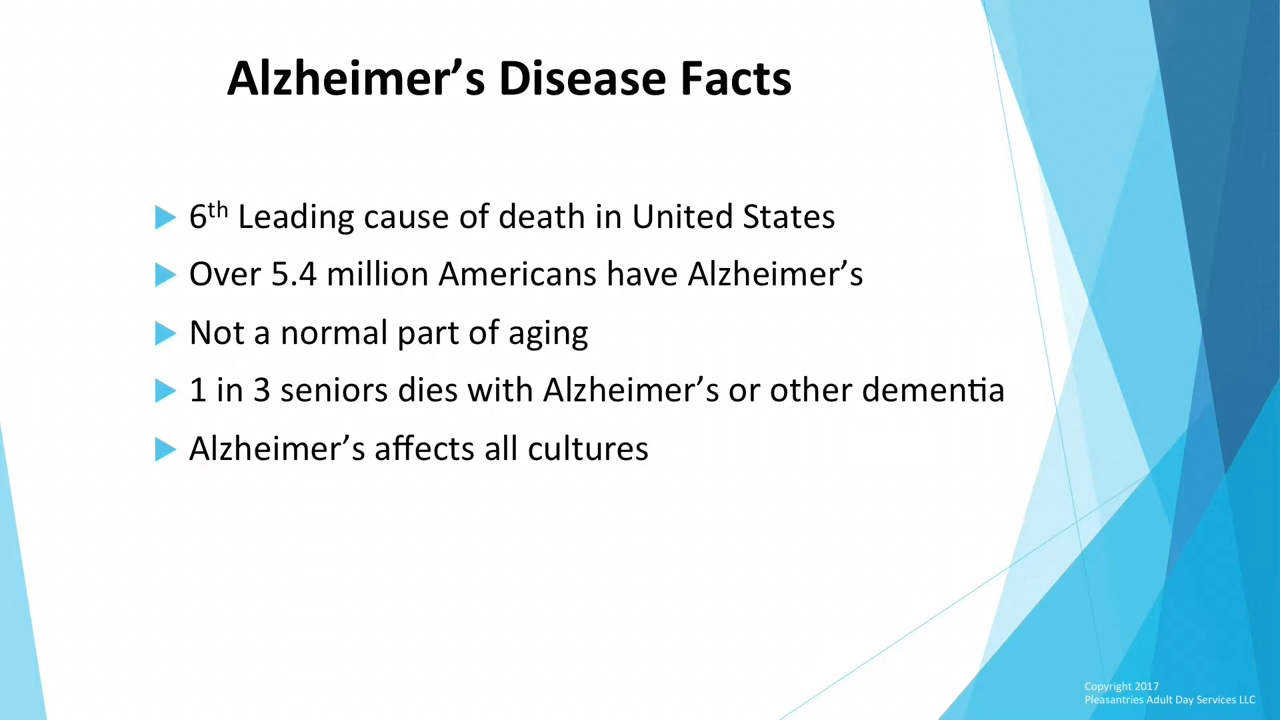 Alzheimer’s Disease Facts
6th Leading cause of death in United States
Over 5.4 million Americans have Alzheimer’s
Not a normal part of aging
1 in 3 seniors dies with Alzheimer’s or other dementia
Alzheimer’s affects all cultures
Copyright 2017
Pleasantries Adult Day Services LLC